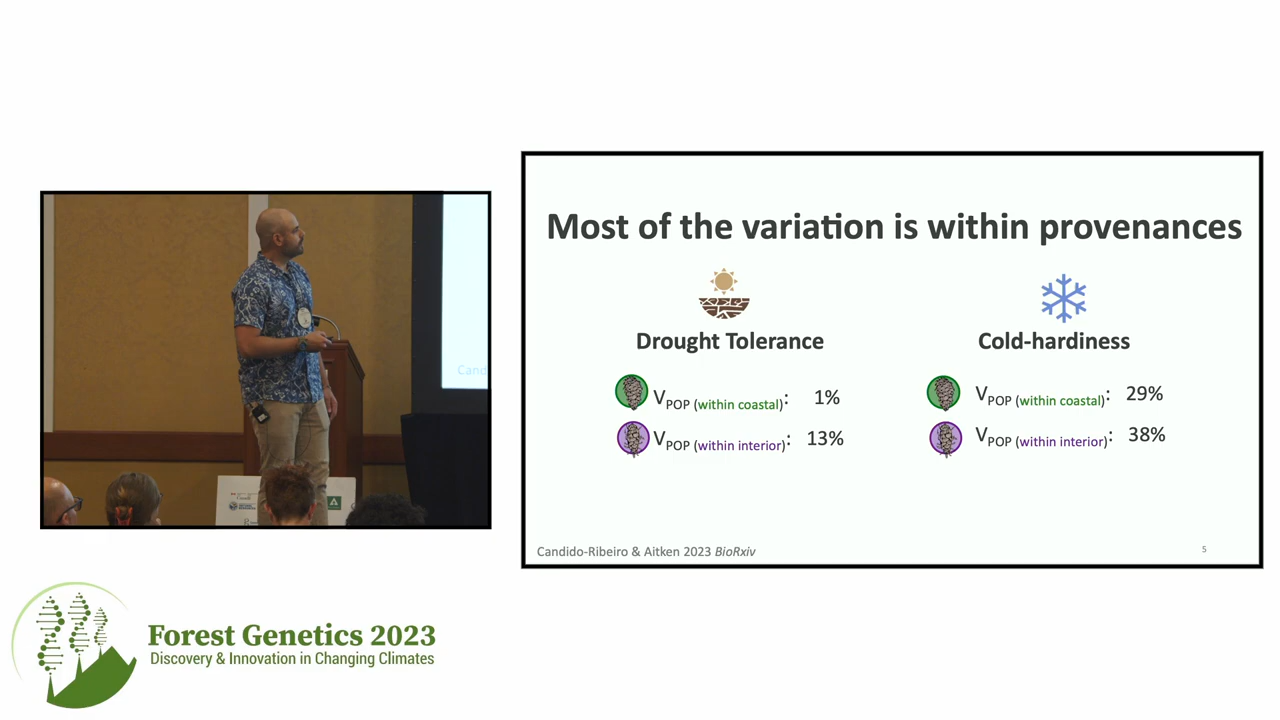 Most of the variation is within provenances
Drought Tolerance
Cold-hardiness
VPOP (within coastal): 1%
VPOP (within interior): 13%
VPOP (within coastal): 29%
VPOP (within interior): 38%
Candido-Ribeiro & Aitken 2023 BioRxiv
5
Cand
Forest Genetics 2023
Discovery & Innovation in Changing Climates